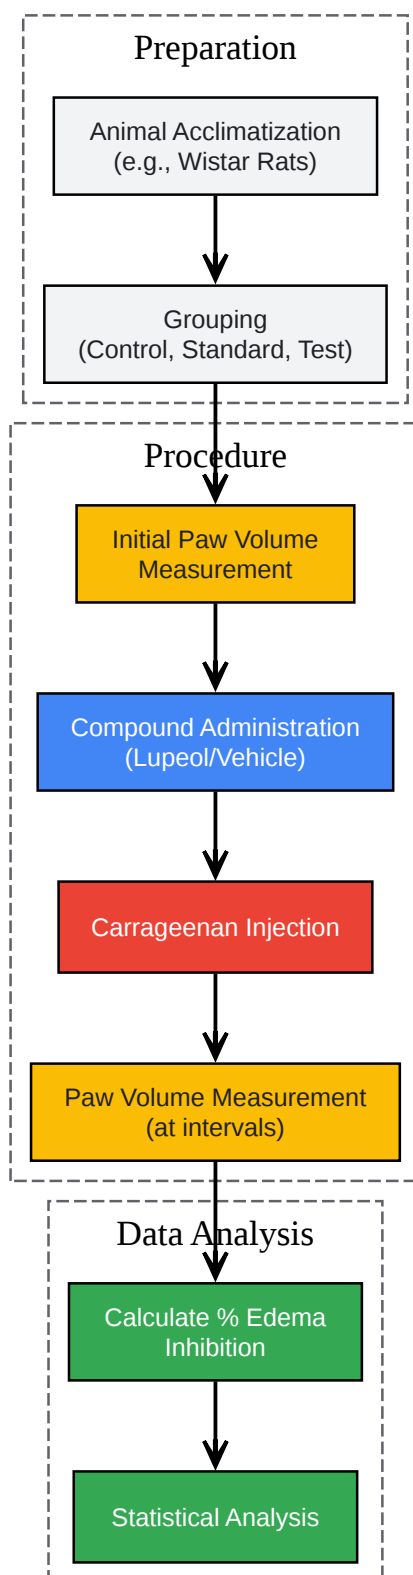 Preparation
Animal Acclimatization
(e.g., Wistar Rats)
Grouping
(Control, Standard, Test)
Procedure
Initial Paw Volume
Measurement
Compound Administration
(Lupeol/Vehicle)
Carrageenan Injection
Paw Volume Measurement
(at intervals)
Data Analysis
Calculate % Edema
Inhibition
Statistical Analysis